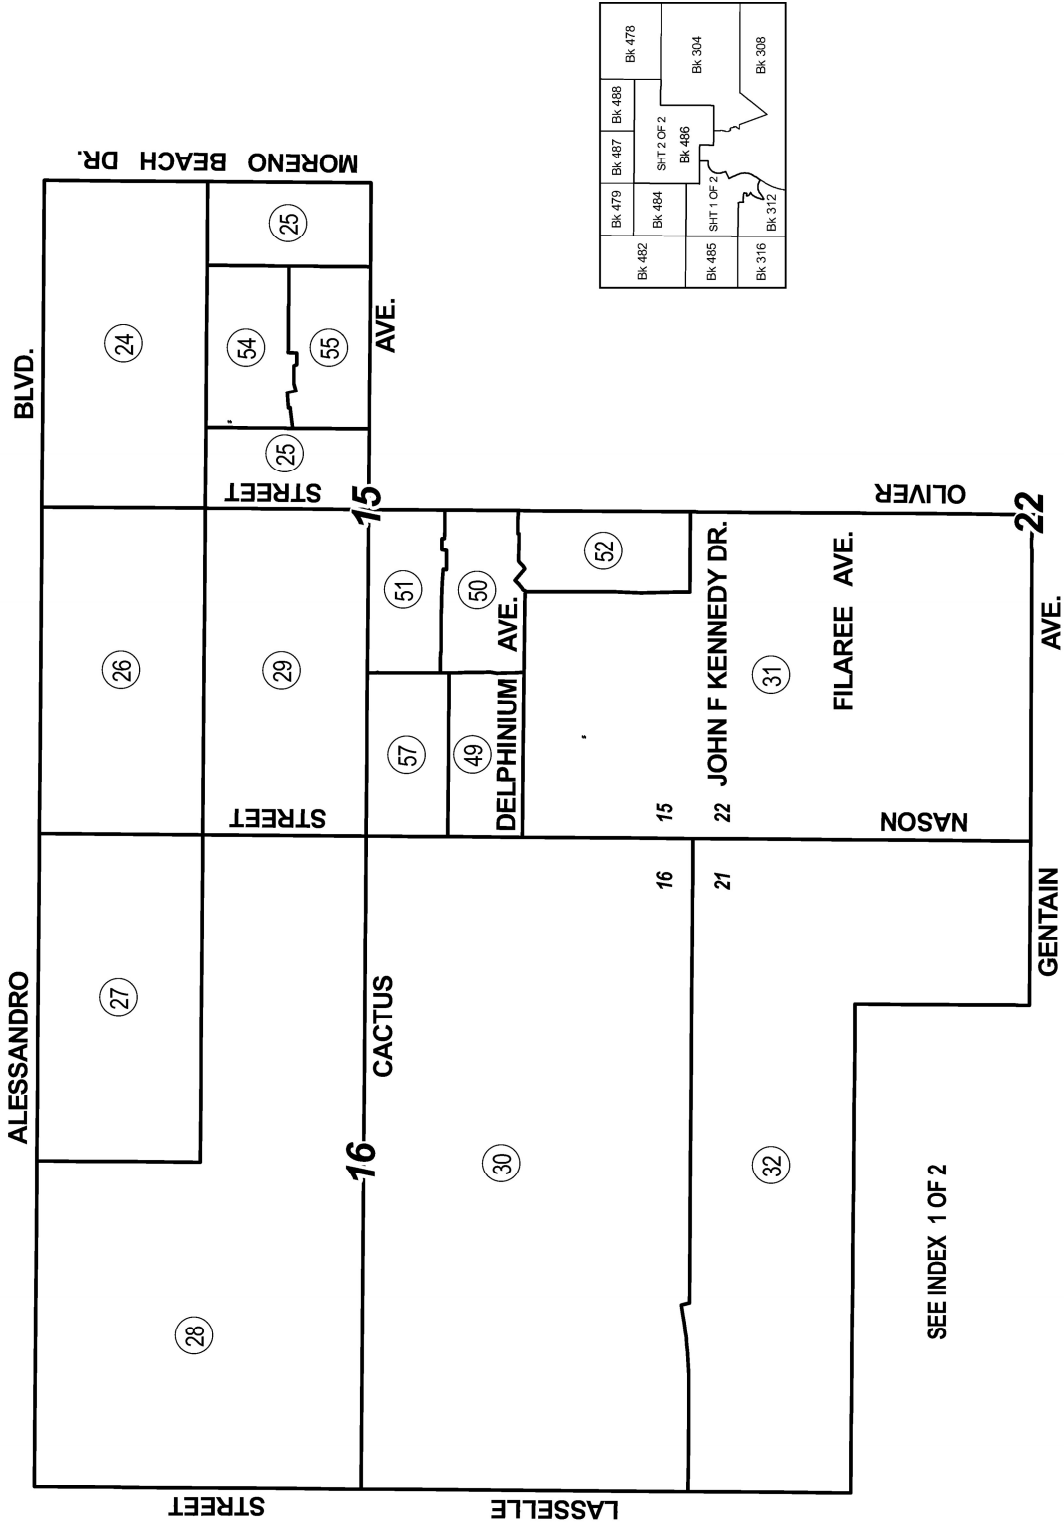 ALESSANDRO BLVD.
MORENO BEACH DR.
27
26
24
28
54
25
25
29
55
STREET
STREET
STREET
16
15
CACTUS AVE.
57
51
49
50
DELPHINIUM AVE.
52
30
16
15
21
22
JOHN F KENNEDY DR.
32
31
FILAREE AVE.
LASSELLE
NASON
OLIVER
SEE INDEX 1 OF 2
22
GENTAIN AVE.
Bk 482
Bk 479
Bk 487
Bk 488
Bk 478
Bk 484
SHT 2 OF 2
Bk 486
Bk 304
Bk 485
SHT 1 OF 2
Bk 316
Bk 312
Bk 308